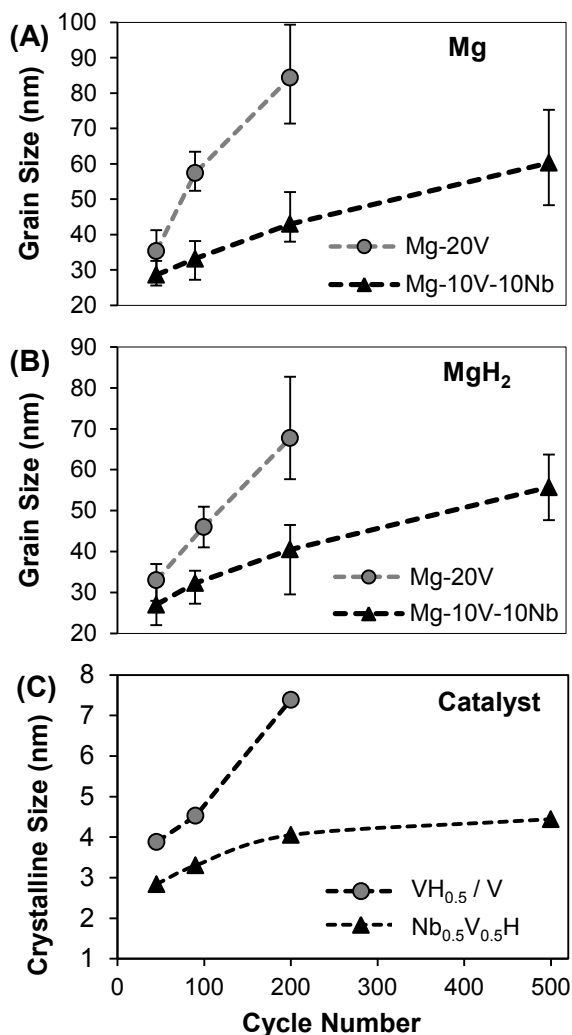 (A)
Mg
Grain Size (nm)
100
90
80
70
60
50
40
30
20
Mg-20V
Mg-10V-10Nb
(B)
MgH2
Grain Size (nm)
90
80
70
60
50
40
30
20
Mg-20V
Mg-10V-10Nb
(C)
Catalyst
Crystalline Size (nm)
8
7
6
5
4
3
2
1
VH0.5 / V
Nb0.5V0.5H
0 100 200 300 400 500
Cycle Number